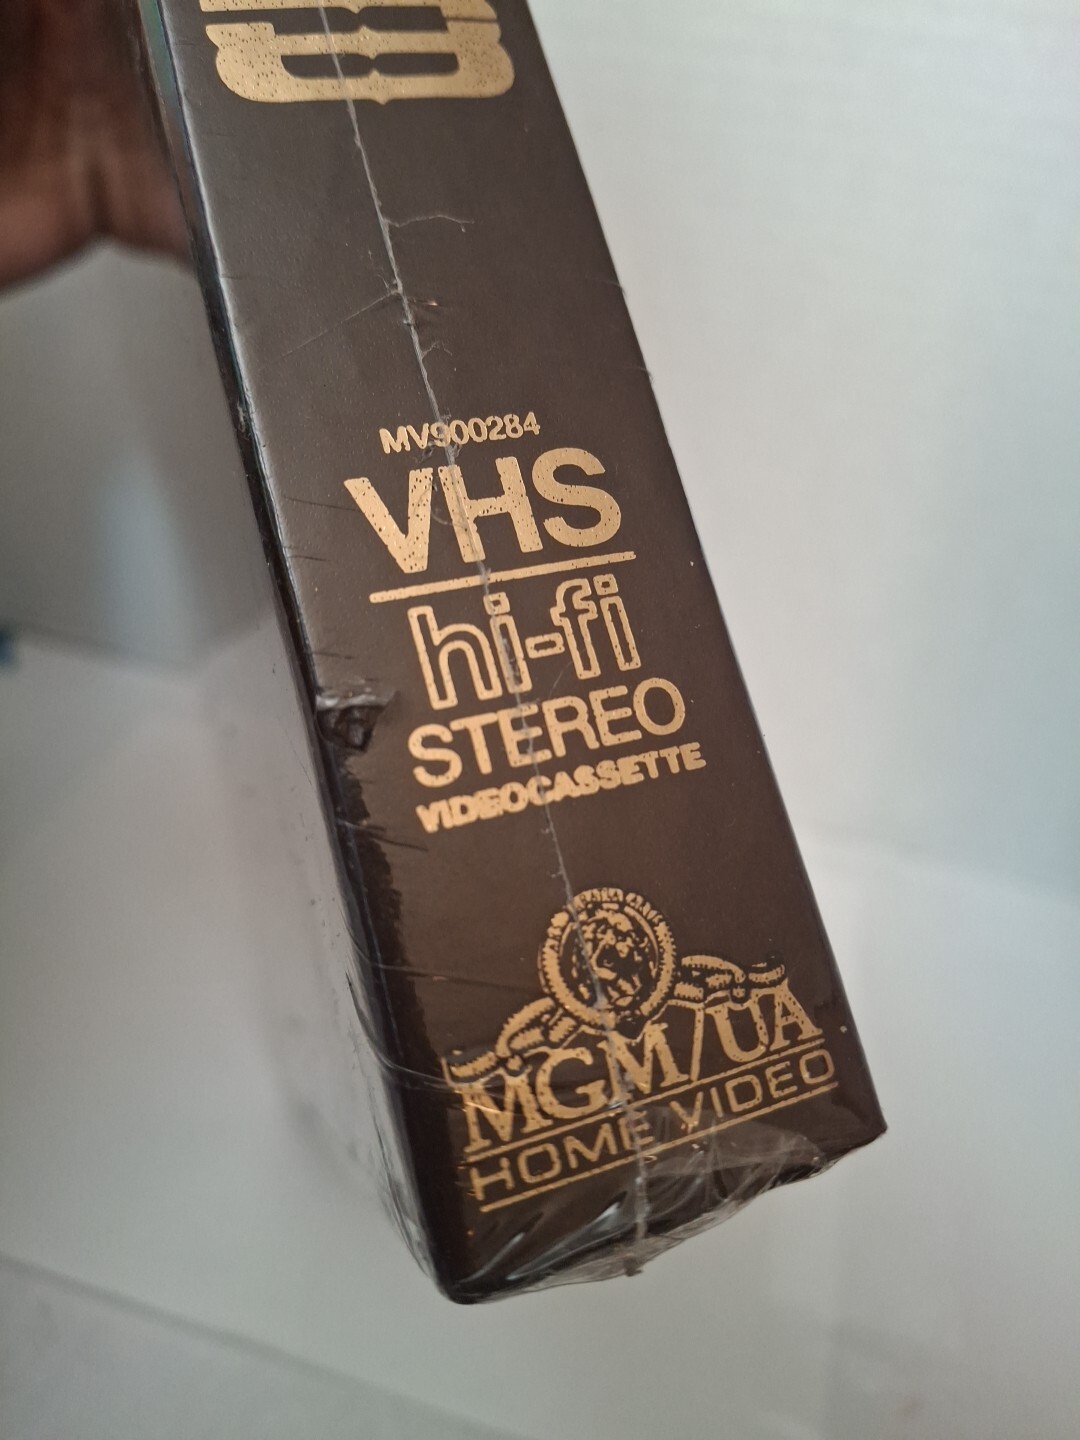 MV900284
VHS
hi-fi
STEREO
VIDEOCASSETTE
MGM/UA
HOME VIDEO